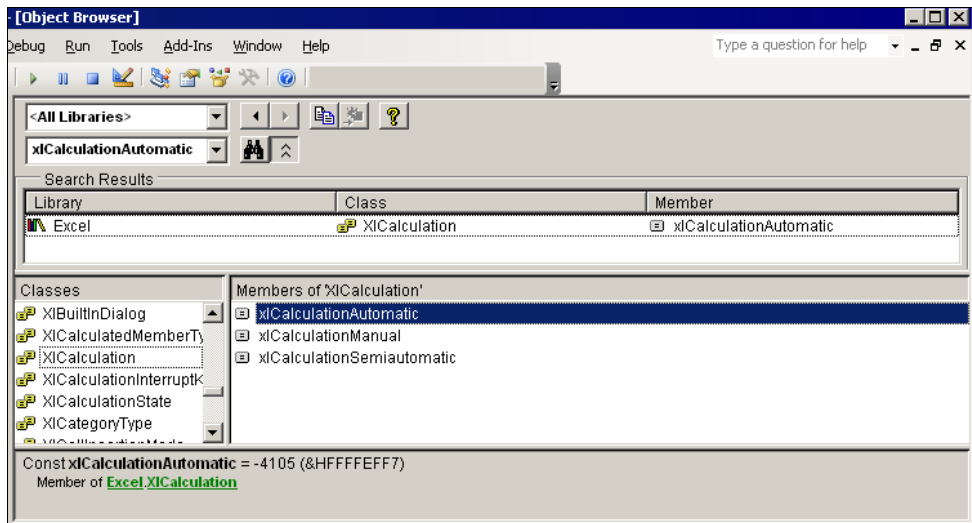 - [Object Browser]
Debug Run Tools Add-Ins Window Help Type a question for help
<All Libraries>
xlCalculationAutomatic
Search Results
Library Class Member
Excel XlCalculation xlCalculationAutomatic
Classes Members of 'XlCalculation'
XlBuiltInDialog xlCalculationAutomatic
XlCalculatedMemberTy xlCalculationManual
XlCalculation xlCalculationSemiautomatic
XlCalculationInterruptK
XlCalculationState
XlCategoryType
Const xlCalculationAutomatic = -4105 (&HFFFFEFF7)
Member of Excel.XlCalculation